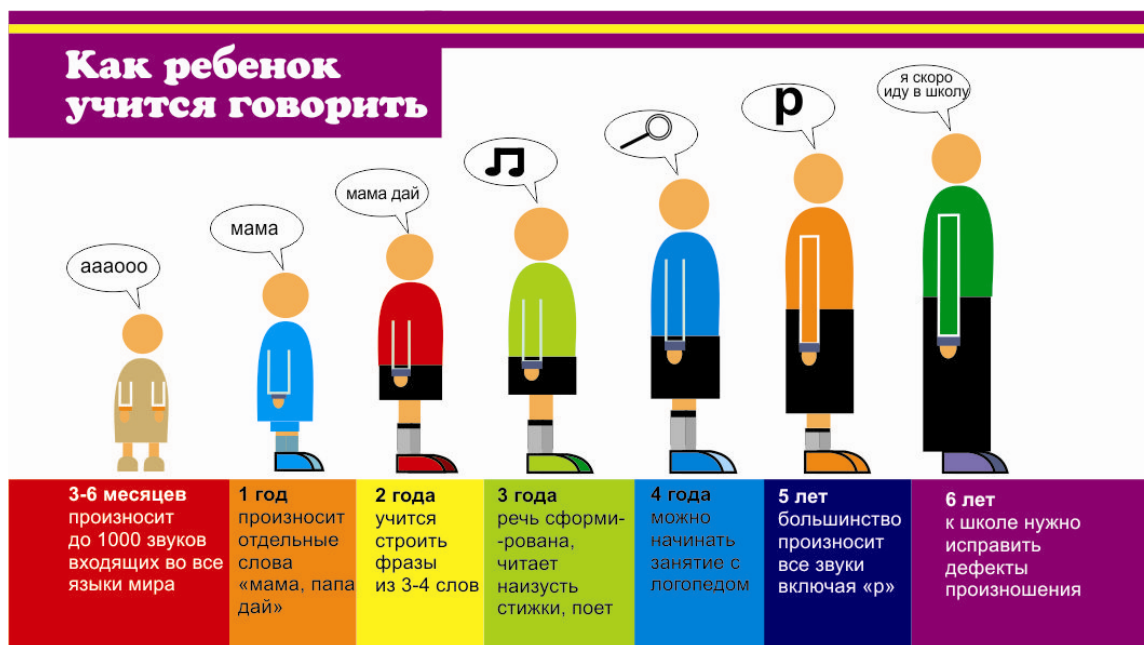 Как ребенок
учится говорить
аааооо
мама
мама дай
р
я скоро
иду в школу
3-6 месяцев
произносит
до 1000 звуков
входящих во все
языки мира
1 год
произносит
отдельные
слова
«мама, папа
дай»
2 года
учится
строить
фразы
из 3-4 слов
3 года
речь сформи-
-рована,
читает
наизусть
стижки, поет
4 года
можно
начинать
занятие с
логопедом
5 лет
большинство
произносит
все звуки
включая «р»
6 лет
к школе нужно
исправить
дефекты
произношения